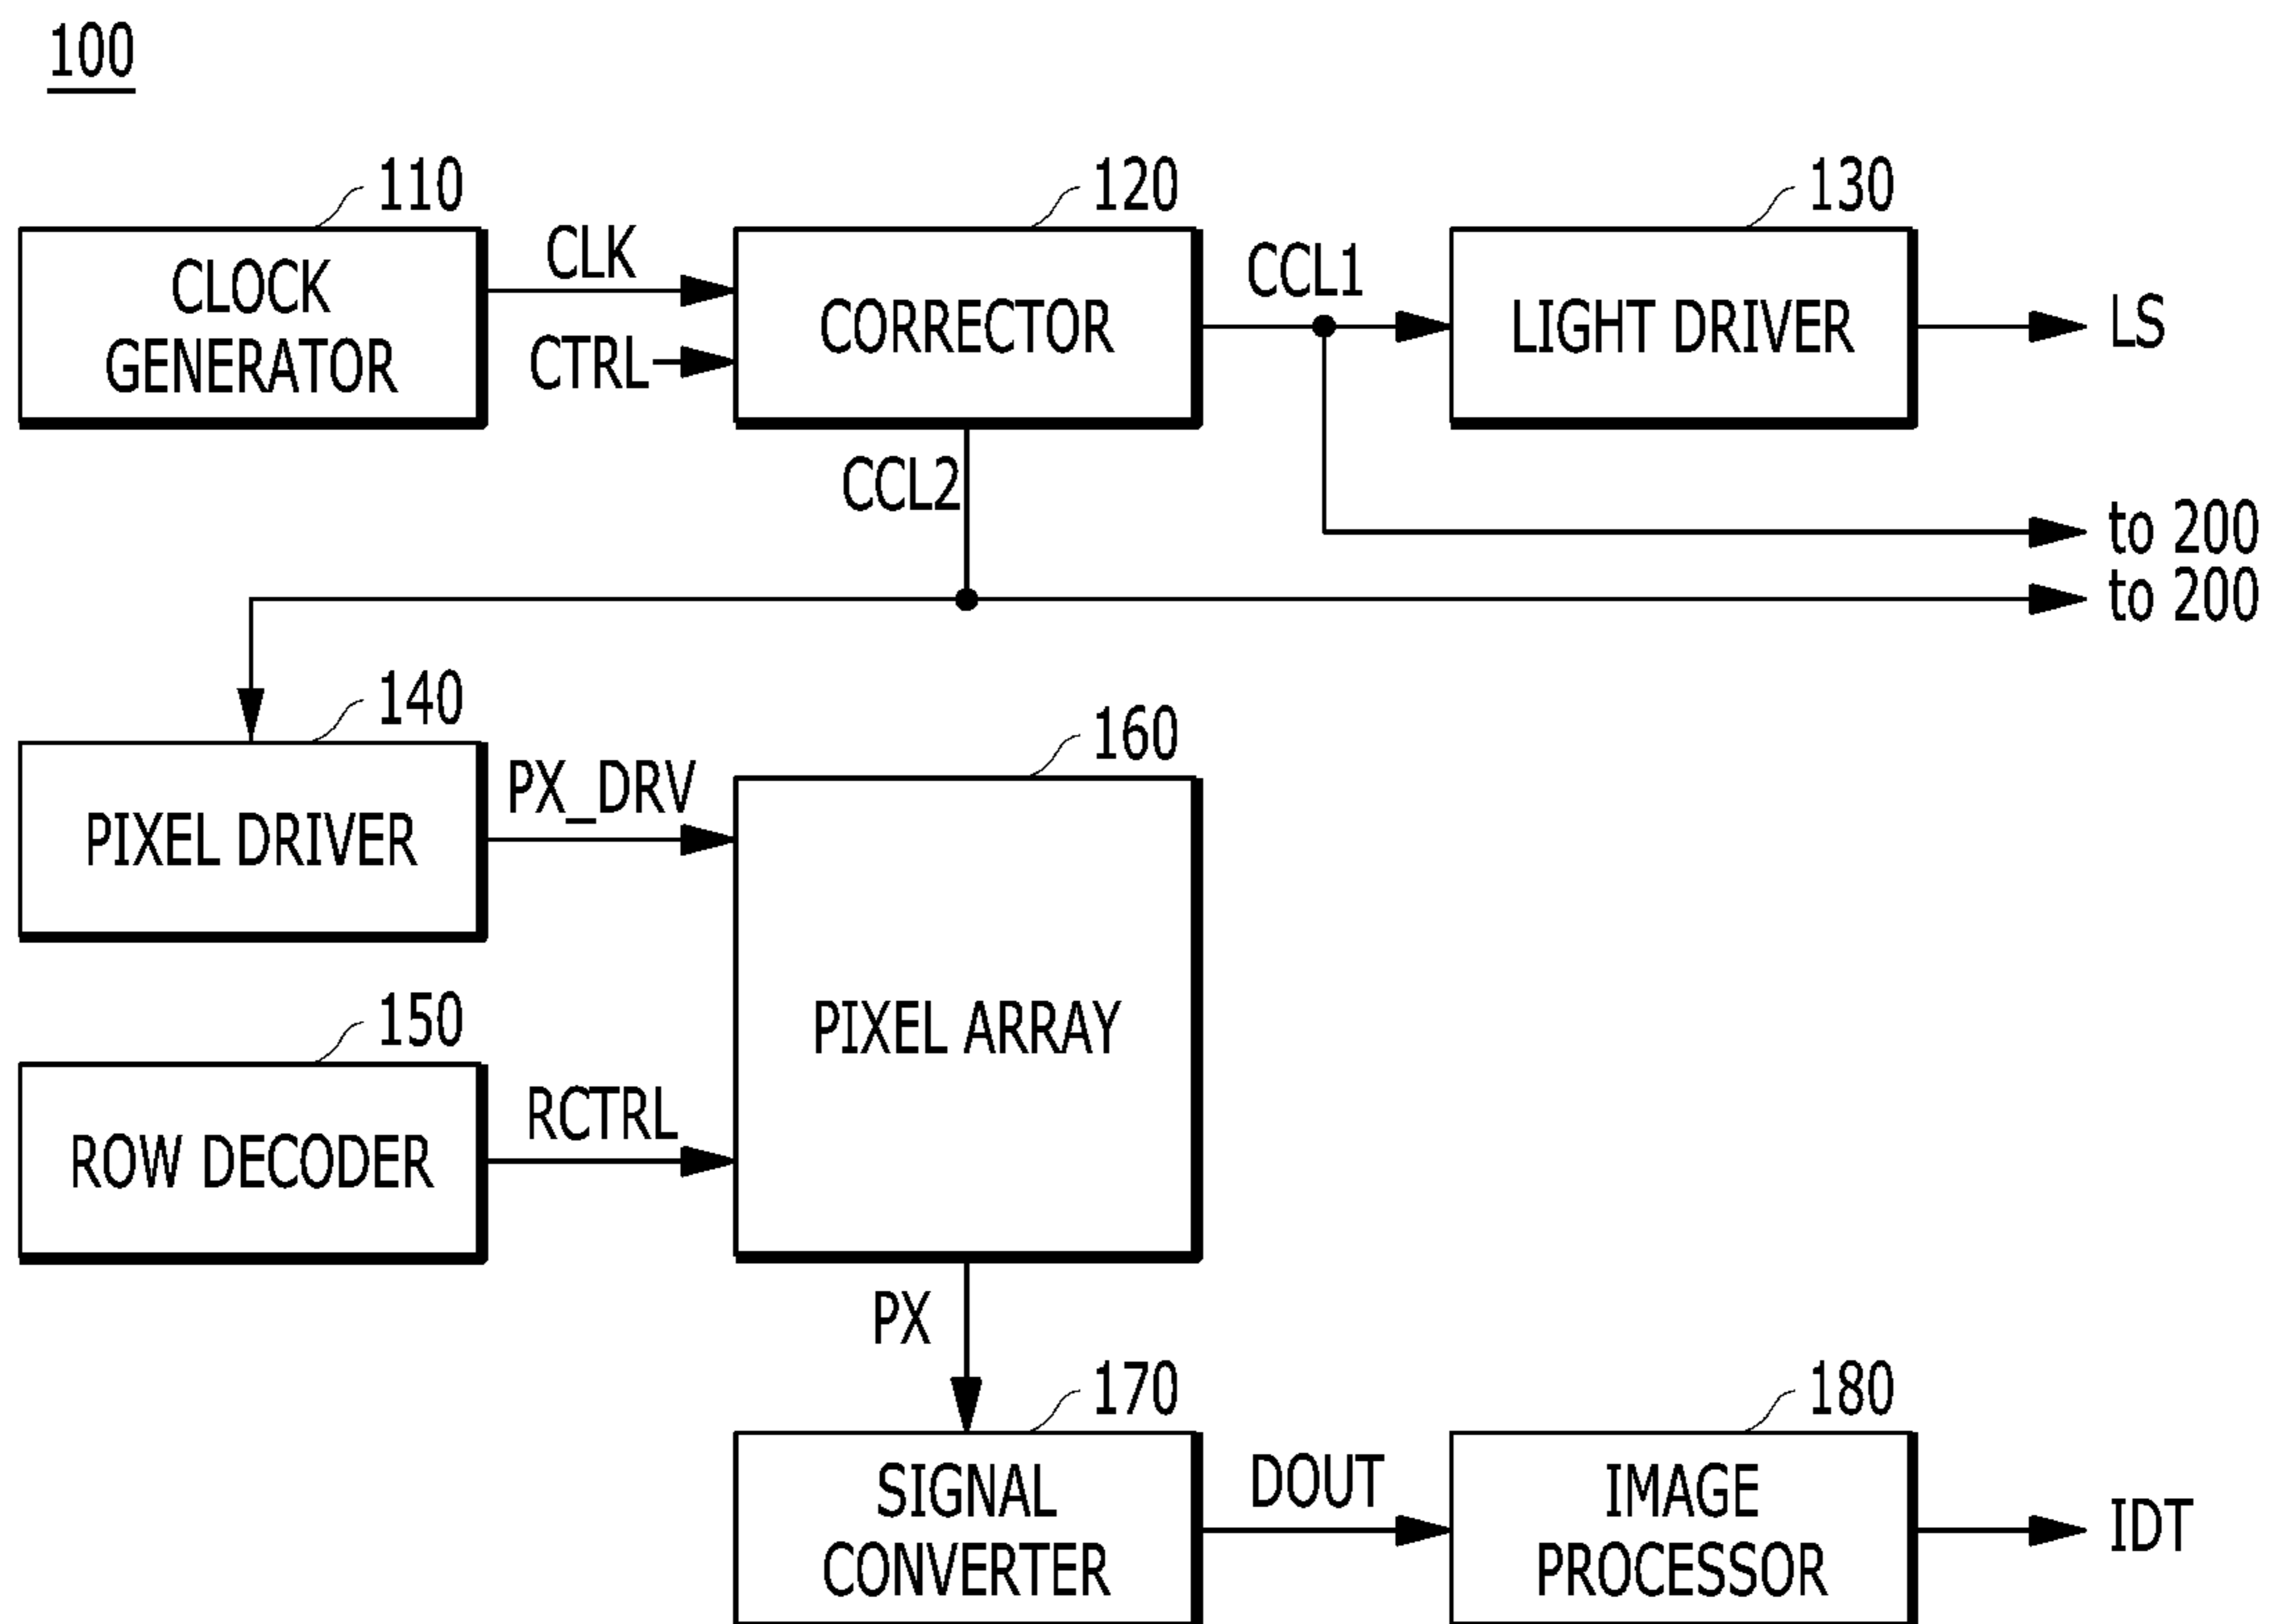 100
110
120
130
CLOCK
GENERATOR
CLK
CTRL
CORRECTOR
CCL1
LIGHT DRIVER
LS
CCL2
to 200
to 200
140
160
PIXEL DRIVER
PX_DRV
PIXEL ARRAY
150
ROW DECODER
RCTRL
PX
170
180
SIGNAL
CONVERTER
DOUT
IMAGE
PROCESSOR
IDT